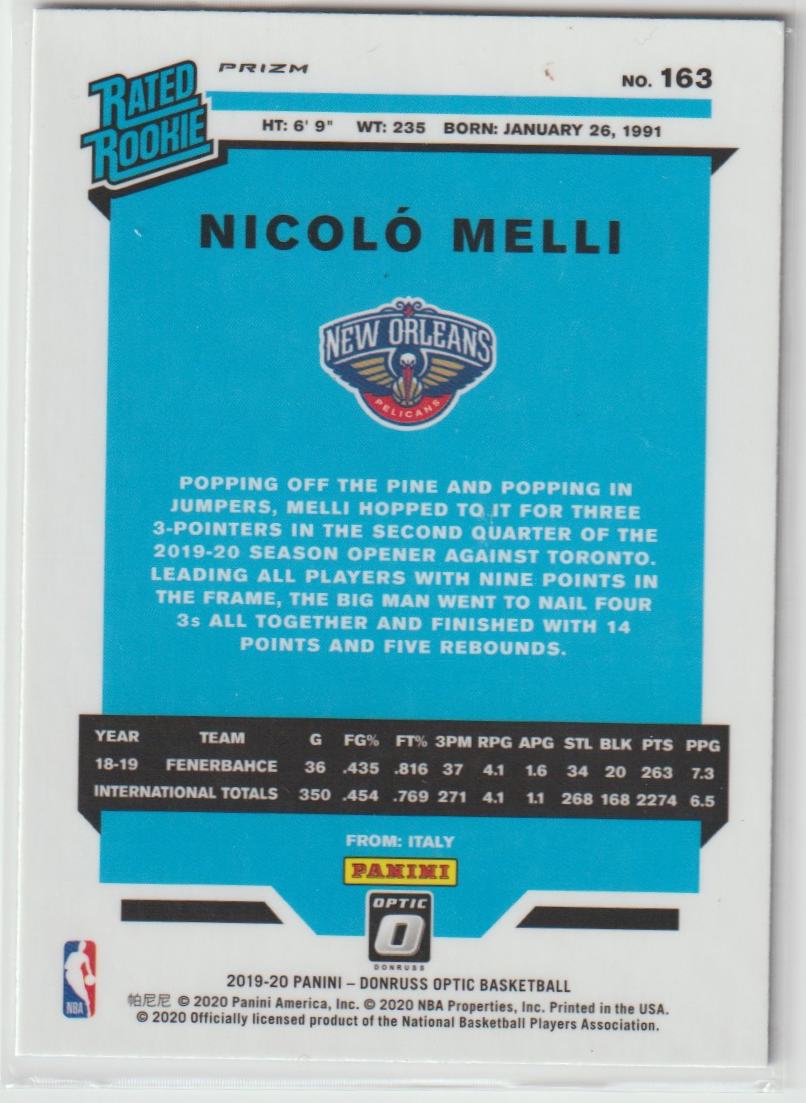 PRIZM
NO. 163
RATED
ROOKIE
HT: 6' 9" WT: 235 BORN: JANUARY 26, 1991
NICOLÓ MELLI
NEW ORLEANS
PELICANS
POPPING OFF THE PINE AND POPPING IN
JUMPERS, MELLI HOPPED TO IT FOR THREE
3-POINTERS IN THE SECOND QUARTER OF THE
2019-20 SEASON OPENER AGAINST TORONTO.
LEADING ALL PLAYERS WITH NINE POINTS IN
THE FRAME, THE BIG MAN WENT TO NAIL FOUR
3s ALL TOGETHER AND FINISHED WITH 14
POINTS AND FIVE REBOUNDS.
YEAR TEAM G FG% FT% 3PM RPG APG STL BLK PTS PPG
18-19 FENERBAHCE 36 .435 .816 37 4.1 1.6 34 20 263 7.3
INTERNATIONAL TOTALS 350 .454 .769 271 4.1 1.1 268 168 2274 6.5
FROM: ITALY
PANINI
OPTIC
O
DONRUSS
NBA
2019-20 PANINI – DONRUSS OPTIC BASKETBALL
帕尼尼 © 2020 Panini America, Inc. © 2020 NBA Properties, Inc. Printed in the USA.
© 2020 Officially licensed product of the National Basketball Players Association.